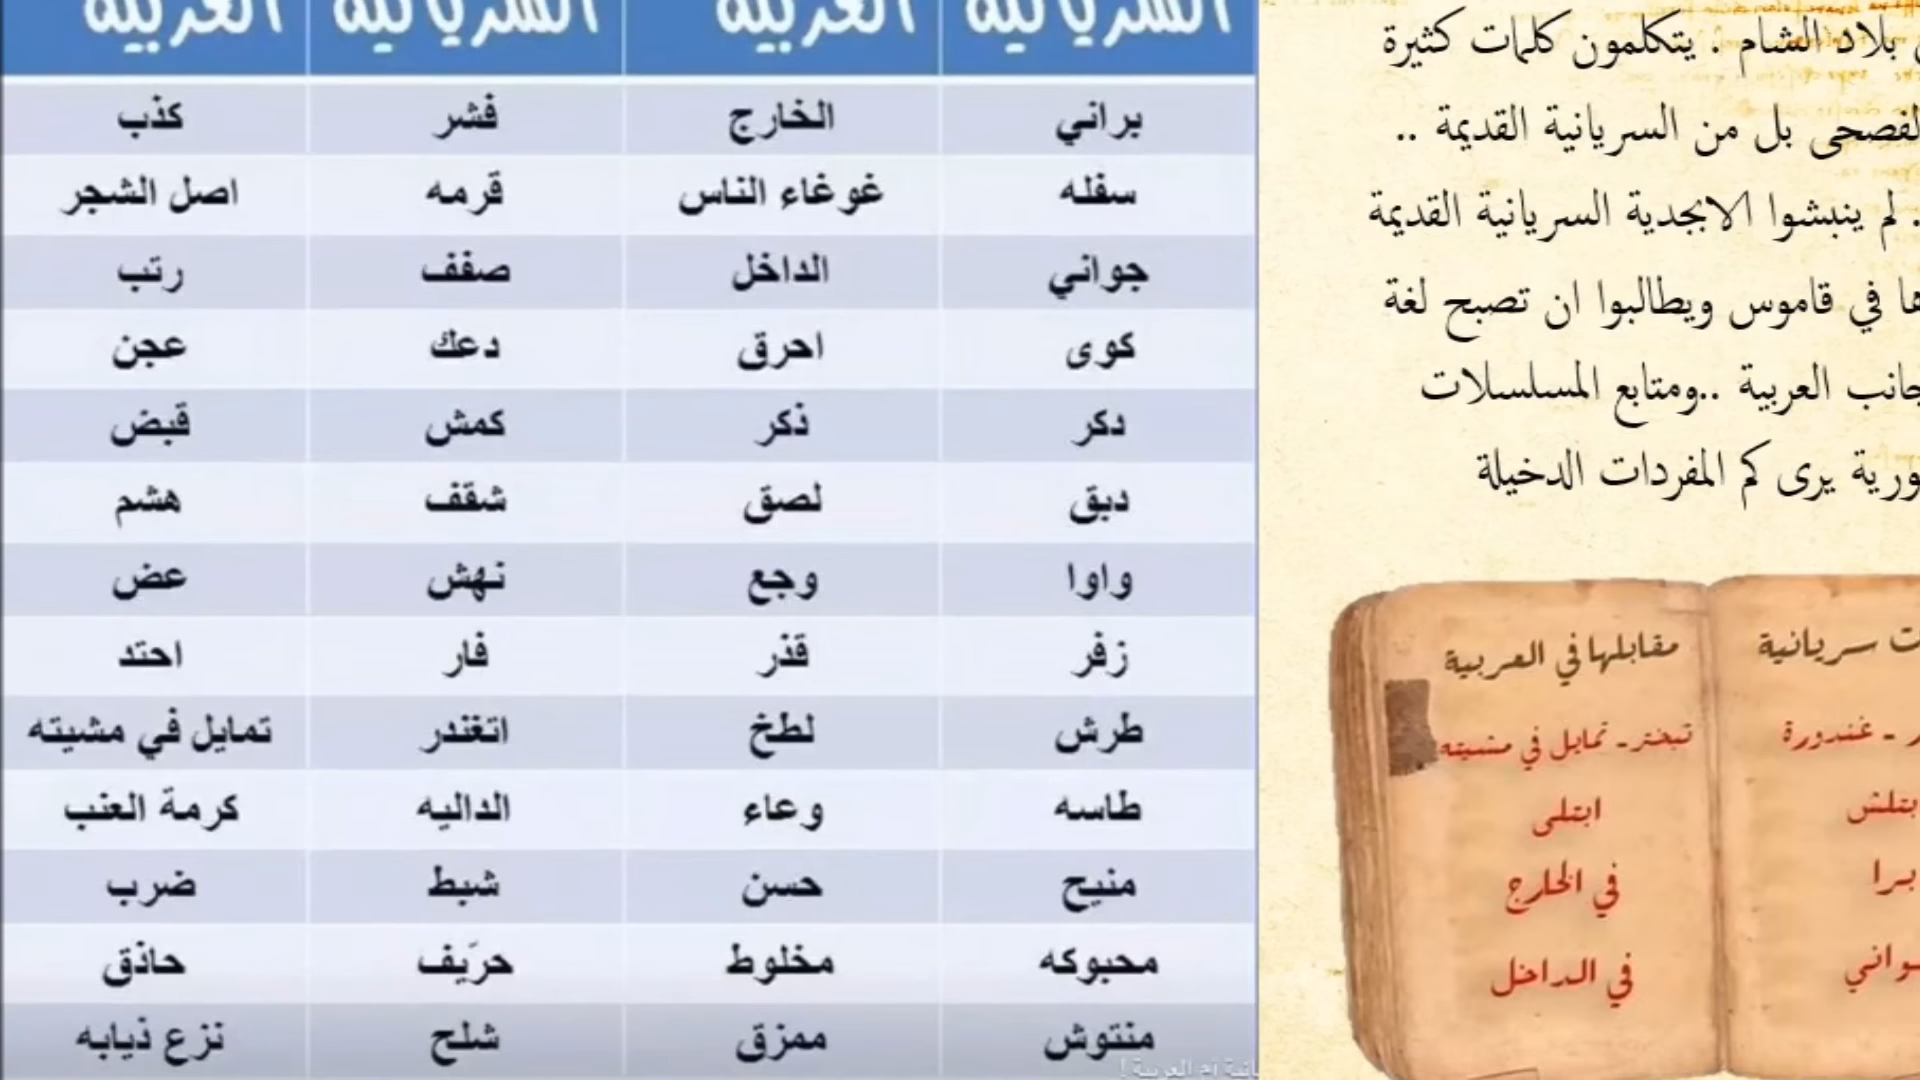 السريانية العربية السريانية العربية
براني الخارج فشر كذب
سفله غوغاء الناس قرمه اصل الشجر
جواني الداخل صفف رتب
كوى احرق دعك عجن
دكر ذكر كمش قبض
دبق لصق شقف هشم
واوا وجع نهش عض
زفر قذر فار احتد
طرش لطخ اتغندر تمايل في مشيته
طاسه وعاء الداليه كرمة العنب
منيح حسن شبط ضرب
محبوكه مخلوط حرَيف حاذق
منتوش ممزق شلح نزع ذيابه
بلاد الشام . يتكلمون كلمات كثيرة
لفصحى بل من السريانية القديمة ..
. لم ينبشوا الابجدية السريانية القديمة
ها في قاموس ويطالبوا ان تصبح لغة
جانب العربية ..ومتابع المسلسلات
ورية يرى كم المفردات الدخيلة
ت سريانية مقابلها في العربية
ر - غندورة تبختر - تمايل في مشيته
بتلش ابتلى
برا في الخارج
واني في الداخل
انية أم العربية !